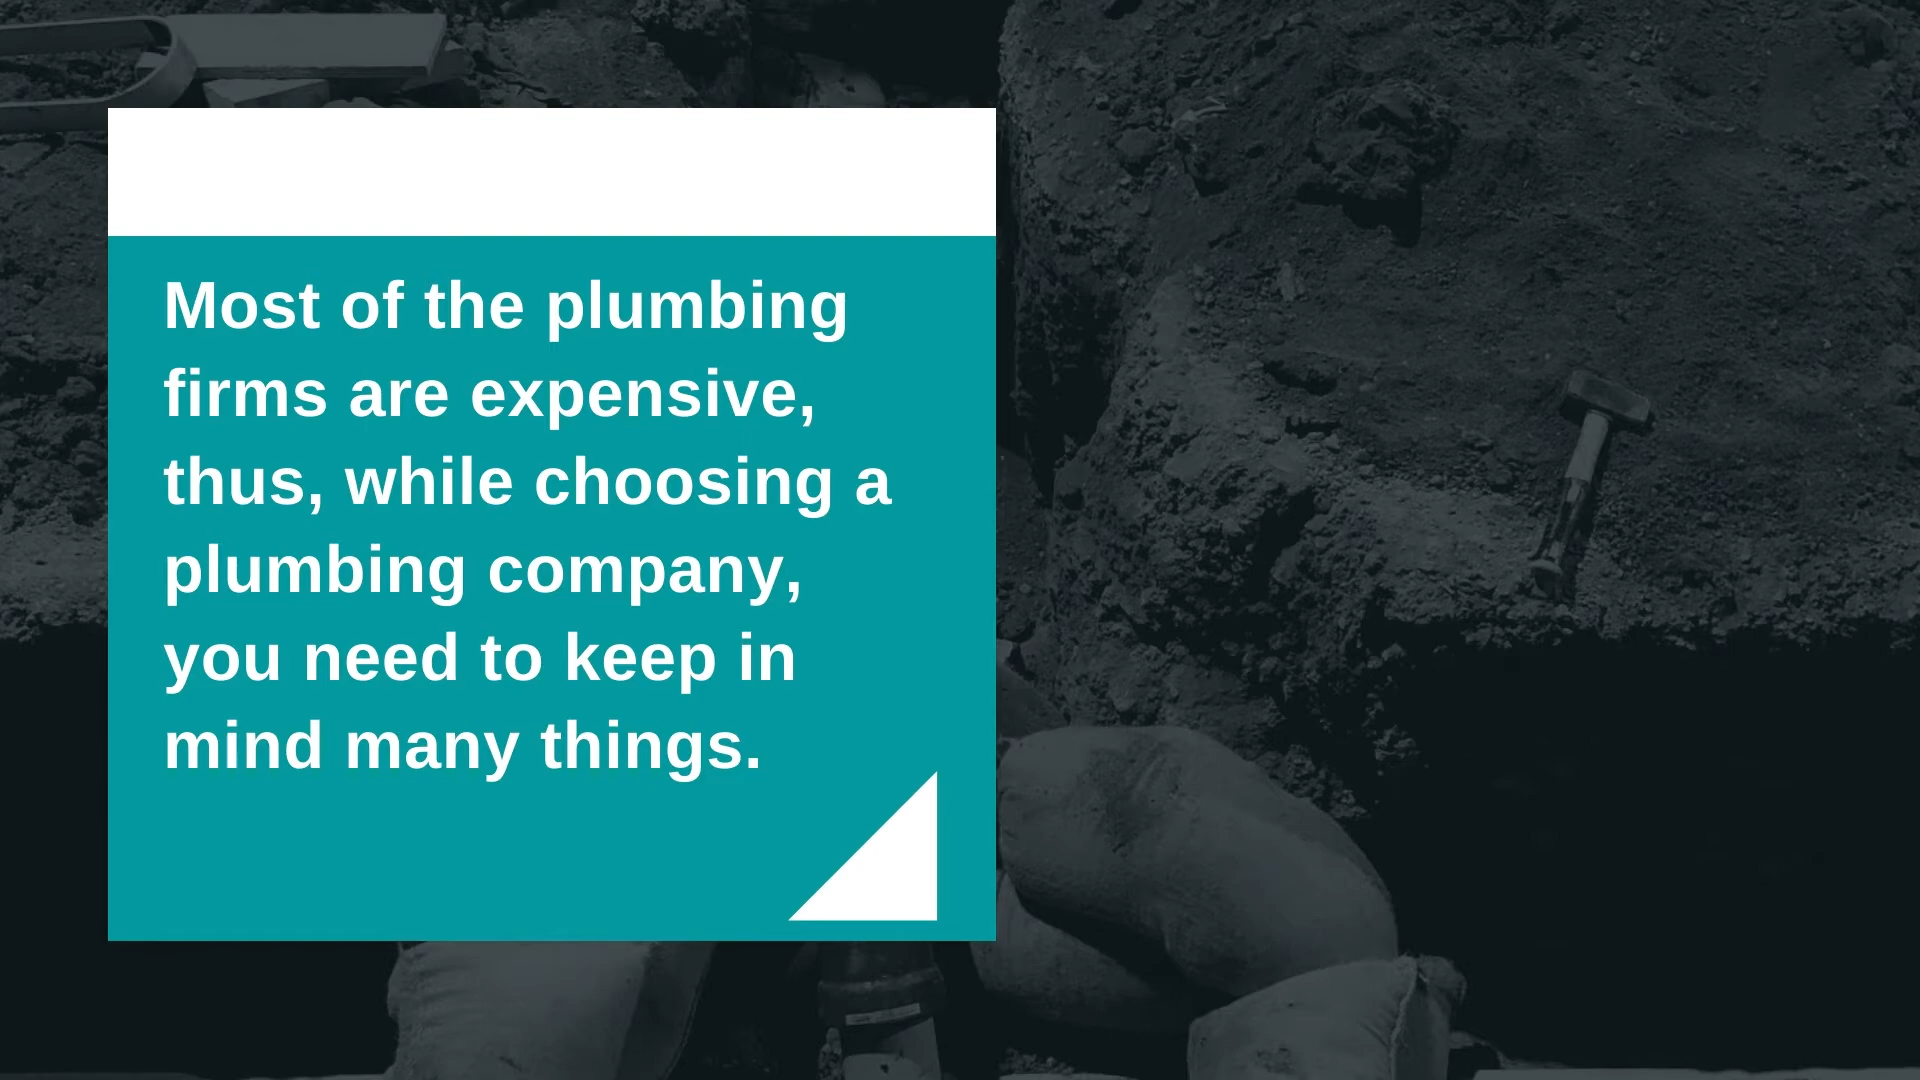 Most of the plumbing
firms are expensive,
thus, while choosing a
plumbing company,
you need to keep in
mind many things.